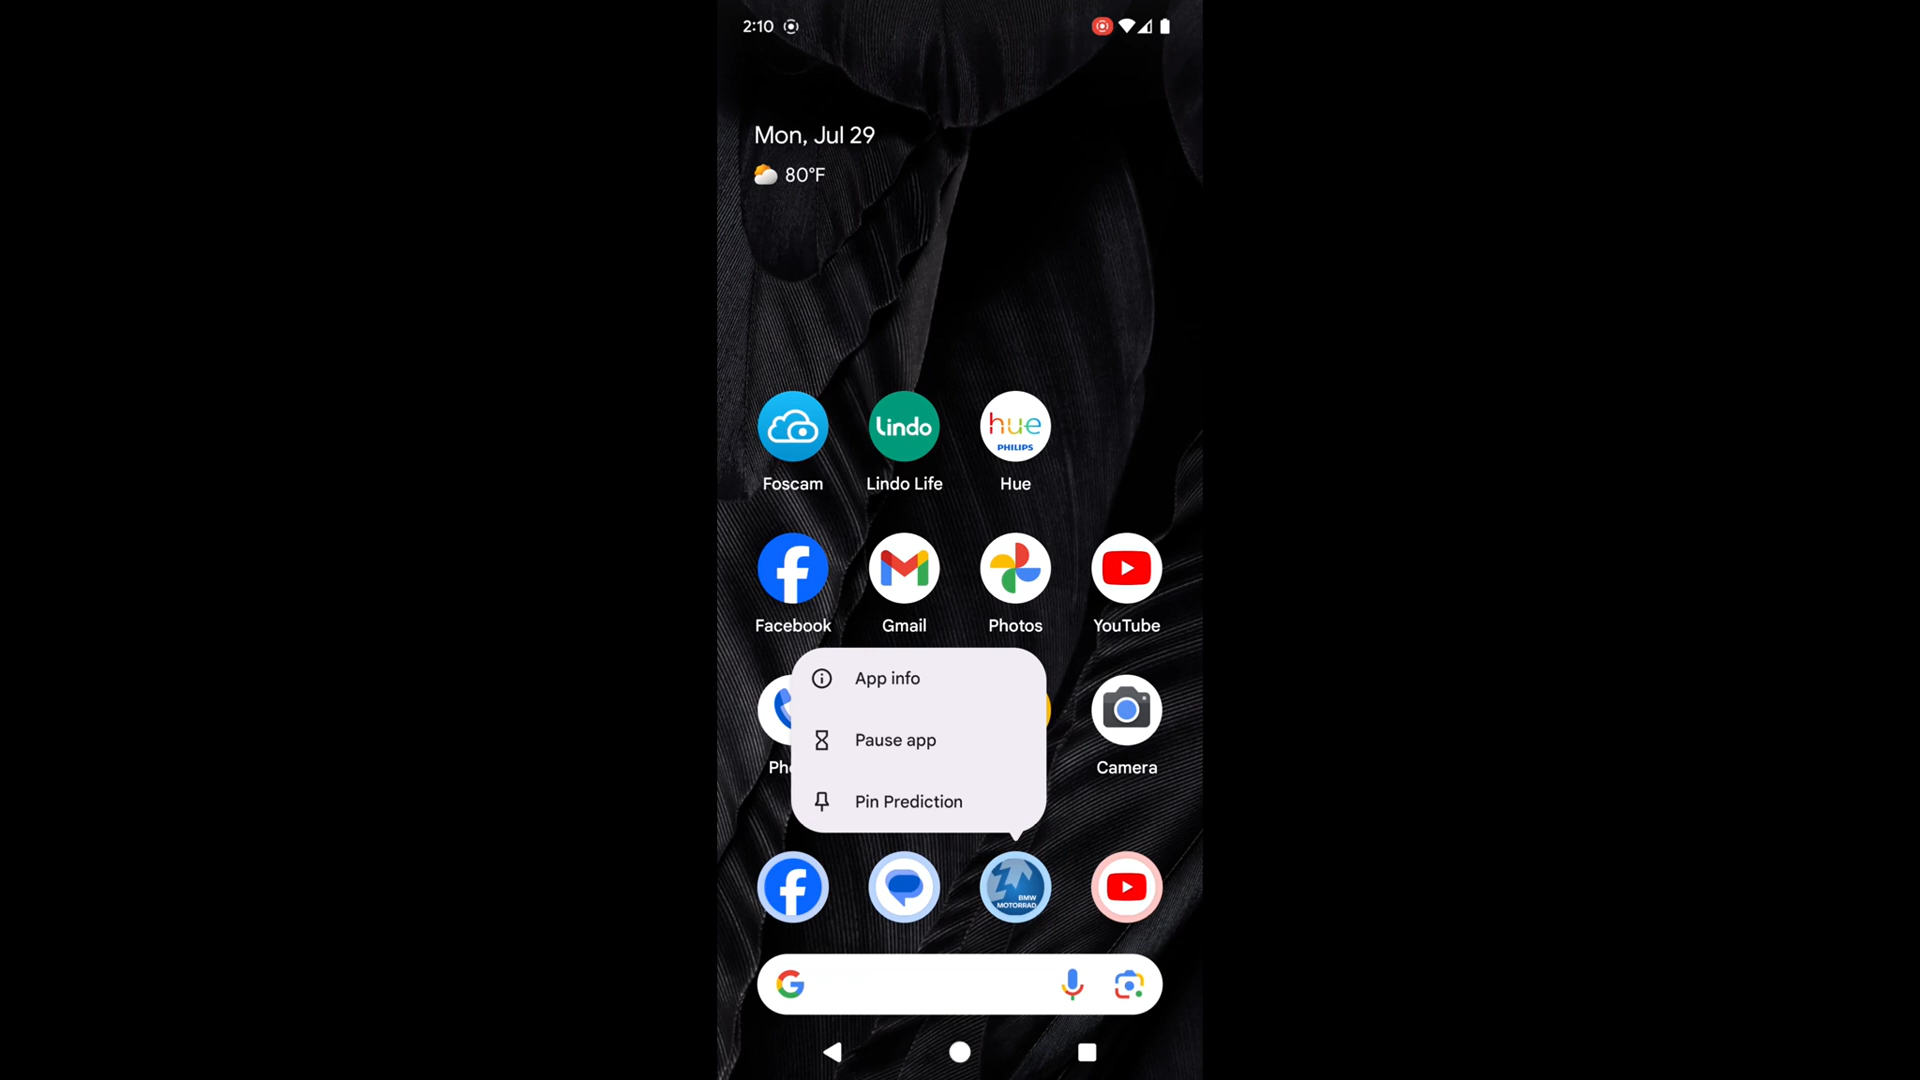 2:10
Mon, Jul 29
80°F
Lindo
hue
PHILIPS
Foscam
Lindo Life
Hue
Facebook
Gmail
Photos
YouTube
App info
Pause app
Camera
Pin Prediction
BMW
MOTORRAD